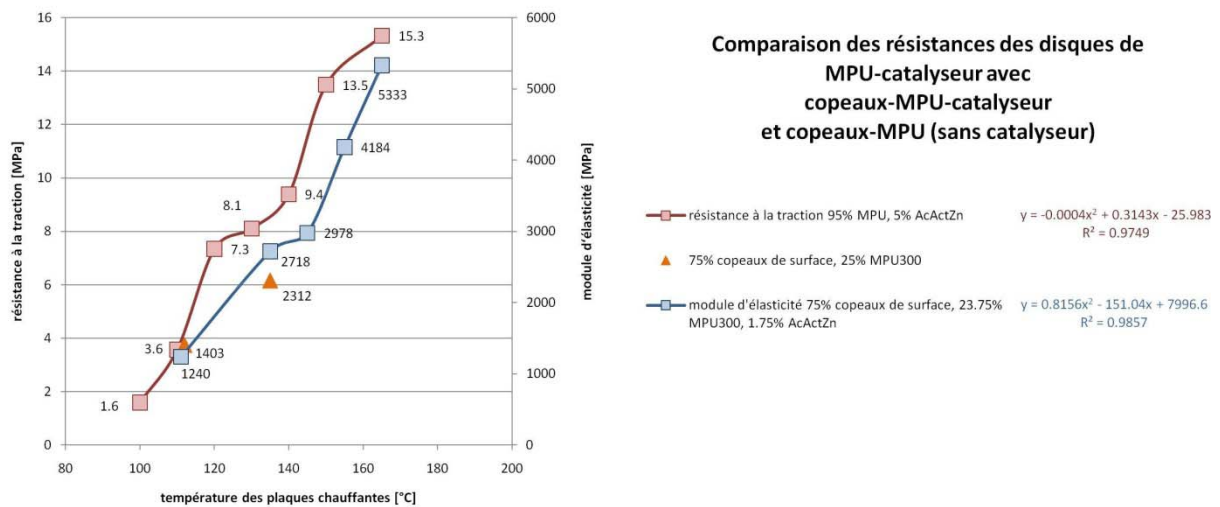 Comparaison des résistances des disques de
MPU-catalyseur avec
copeaux-MPU-catalyseur
et copeaux-MPU (sans catalyseur)
résistance à la traction [MPa]
16
14
12
10
8
6
4
2
0
6000
5000
4000
3000
2000
1000
0
module d'élasticité [MPa]
15.3
13.5
5333
4184
9.4
8.1
7.3
2978
2718
2312
3.6
1403
1240
1.6
80
100
120
140
160
180
200
température des plaques chauffantes [°C]
résistance à la traction 95% MPU, 5% AcActZn
y = -0.0004x² + 0.3143x - 25.983
R² = 0.9749
75% copeaux de surface, 25% MPU300
module d'élasticité 75% copeaux de surface, 23.75%
MPU300, 1.75% AcActZn
y = 0.8156x² - 151.04x + 7996.6
R² = 0.9857